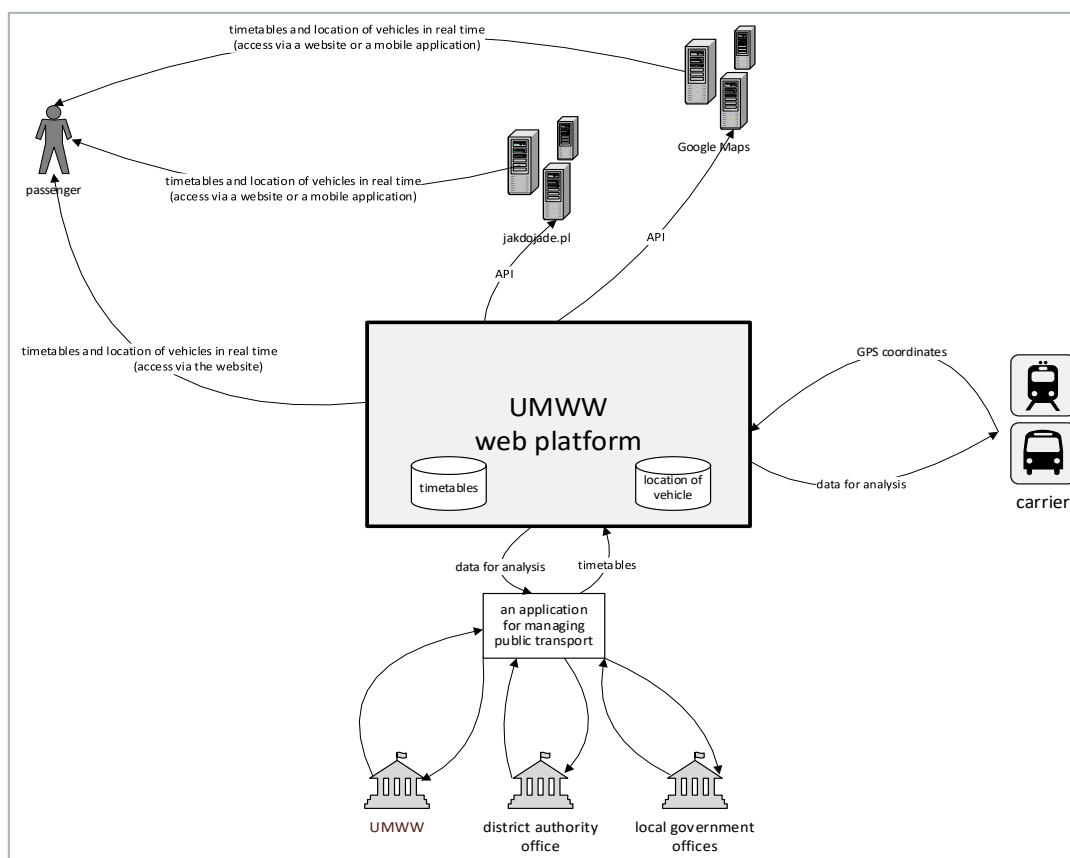 timetables and location of vehicles in real time
(access via a website or a mobile application)
Google Maps
passenger
timetables and location of vehicles in real time
(access via a website or a mobile application)
jakdojade.pl
API
API
timetables and location of vehicles in real time
(access via the website)
GPS coordinates
UMWW
web platform
timetables
location of
vehicle
data for analysis
carrier
data for analysis
timetables
an application
for managing
public transport
UMWW
district authority
office
local government
offices